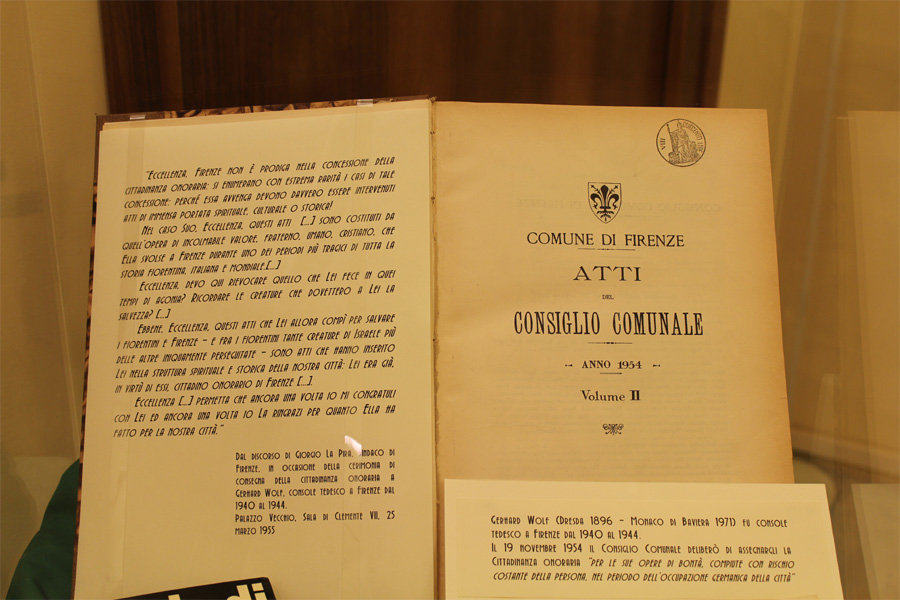 "Eccellenza, Firenze non è prodiga nella concessione della
cittadinanza onoraria: si enumerano con estrema rarità i casi di tale
concessione; perché essa avvenga devono davvero essere intervenuti
atti di immensa portata spirituale, culturale o storica!
Nel caso Suo, Eccellenza, questi atti [...] sono costituiti da
quell'opera di incolmabile valore, fraterno, umano, cristiano, che
Ella svolse a Firenze durante uno dei periodi più tragici di tutta la
storia fiorentina, italiana e mondiale.[...]
Eccellenza, devo qui rievocare quello che Lei fece in quei
tempi di agonia? Ricordare le creature che dovettero a Lei la
salvezza? [...]
Ebbene, Eccellenza, questi atti che Lei allora compì per salvare
i fiorentini e Firenze – e fra i fiorentini tante creature di Israele più
delle altre iniquamente perseguitate – sono atti che hanno inserito
Lei nella struttura spirituale e storica della nostra città: Lei era già,
in virtù di essi, cittadino onorario di Firenze [...].
Eccellenza [...] permetta che ancora una volta io mi congratuli
con Lei ed ancora una volta io La ringrazi per quanto Ella ha
fatto per la nostra città."
Dal discorso di Giorgio La Pira, sindaco di
Firenze, in occasione della cerimonia di
consegna della cittadinanza onoraria a
Gerhard Wolf, console tedesco a Firenze dal
1940 al 1944.
Palazzo Vecchio, Sala di Clemente VII, 25
marzo 1955
COMUNE DI FIRENZE
ATTI
DEL
CONSIGLIO COMUNALE
ANNO 1954
Volume II
Gerhard Wolf (Dresda 1896 – Monaco di Baviera 1971) fu console
tedesco a Firenze dal 1940 al 1944.
Il 19 novembre 1954 il Consiglio Comunale deliberò di assegnargli la
Cittadinanza onoraria "per le sue opere di bontà, compiute con rischio
costante della persona, nel periodo dell'occupazione germanica della città"
di